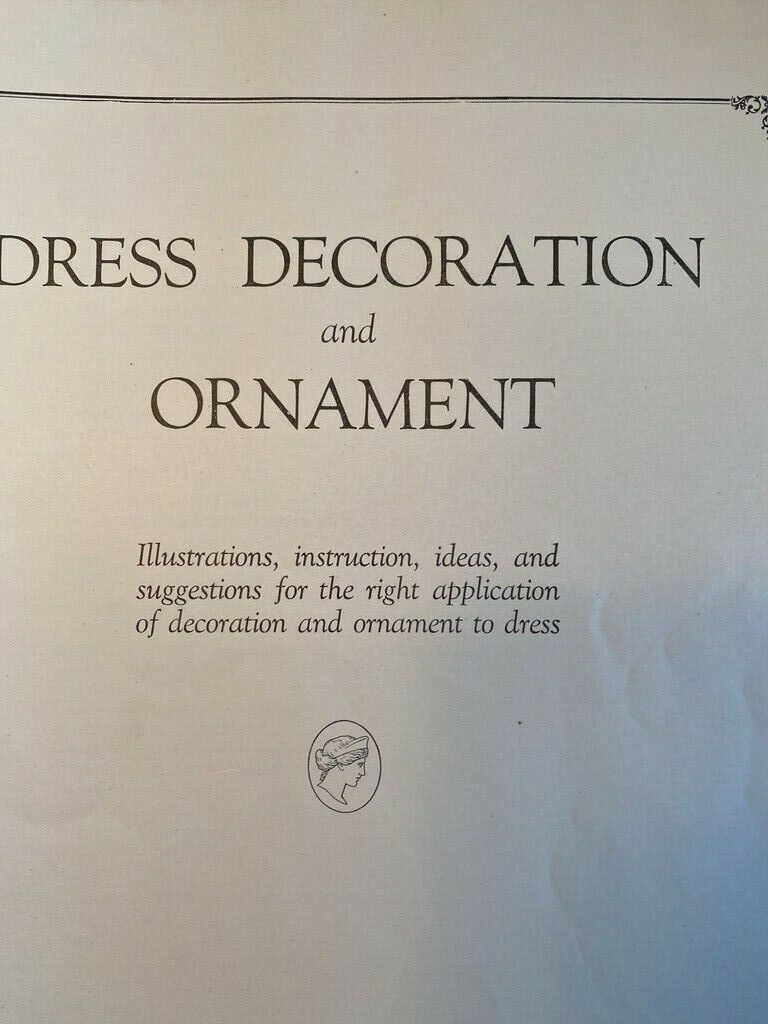 DRESS DECORATION
and
ORNAMENT
Illustrations, instruction, ideas, and
suggestions for the right application
of decoration and ornament to dress